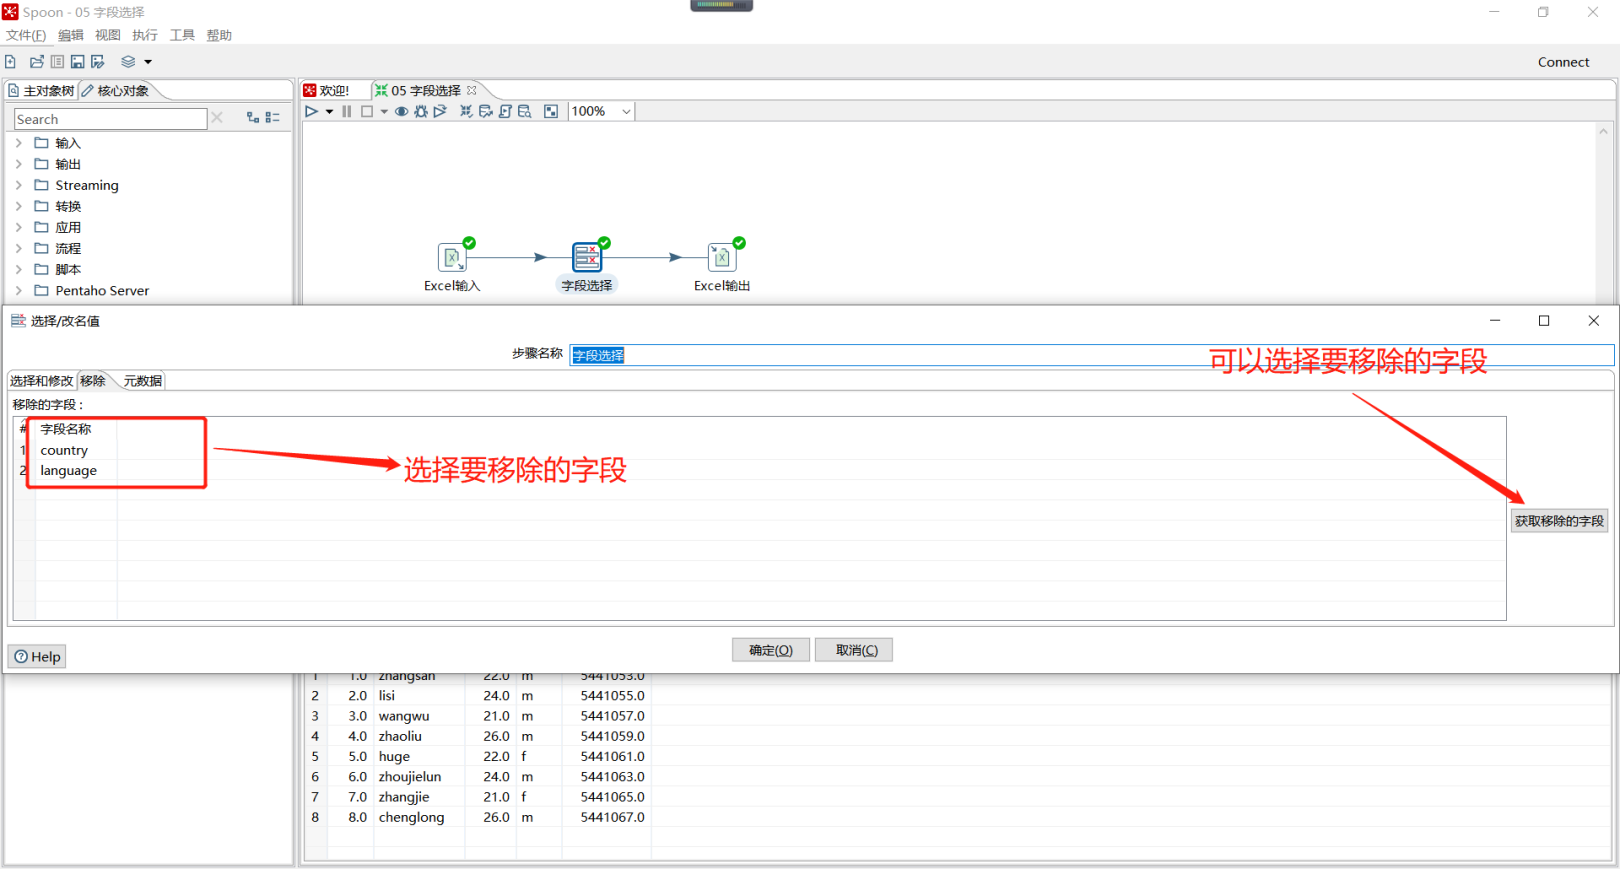 Spoon - 05 字段选择
文件(F) 编辑 视图 执行 工具 帮助
Connect
主对象树 核心对象
欢迎! 05 字段选择
Search
100%
输入
输出
Streaming
转换
应用
流程
脚本
Pentaho Server
Excel输入 字段选择 Excel输出
选择/改名值
步骤名称 字段选择
可以选择要移除的字段
选择和修改 移除 元数据
移除的字段 :
# 字段名称
1 country
2 language
选择要移除的字段
获取移除的字段
确定(O) 取消(C)
Help
1 1.0 zhangsan 22.0 m 5441053.0
2 2.0 lisi 24.0 m 5441055.0
3 3.0 wangwu 21.0 m 5441057.0
4 4.0 zhaoliu 26.0 m 5441059.0
5 5.0 huge 22.0 f 5441061.0
6 6.0 zhoujielun 24.0 m 5441063.0
7 7.0 zhangjie 21.0 f 5441065.0
8 8.0 chenglong 26.0 m 5441067.0